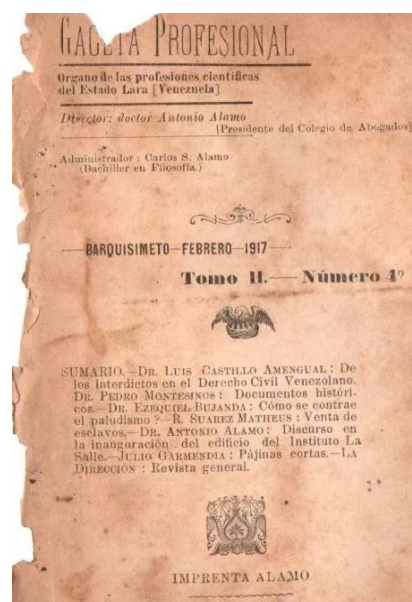 GACETA PROFESIONAL
Organo de las profesiones científicas
del Estado Lara [Venezuela]
Director: doctor Antonio Alamo
[Presidente del Colegio de Abogados]
Administrador: Carlos S. Alamo
(Bachiller en Filosofía.)
BARQUISIMETO—FEBRERO—1917
Tomo II.—Número 4º
SUMARIO.—DR. LUIS CASTILLO AMENGUAL: De
los interdictos en el Derecho Civil Venezolano.
DR. PEDRO MONTESINOS: Documentos históri-
cos.—DR. EZEQUIEL BUJANDA: Cómo se contrae
el paludismo?—R. SUAREZ MATHEUS: Venta de
esclavos.—DR. ANTONIO ALAMO: Discurso en
la inauguración del edificio del Instituto La
Salle.—JULIO GARMENDIA: Pájinas cortas.—LA
DIRECCIÓN: Revista general.
IMPRENTA ALAMO